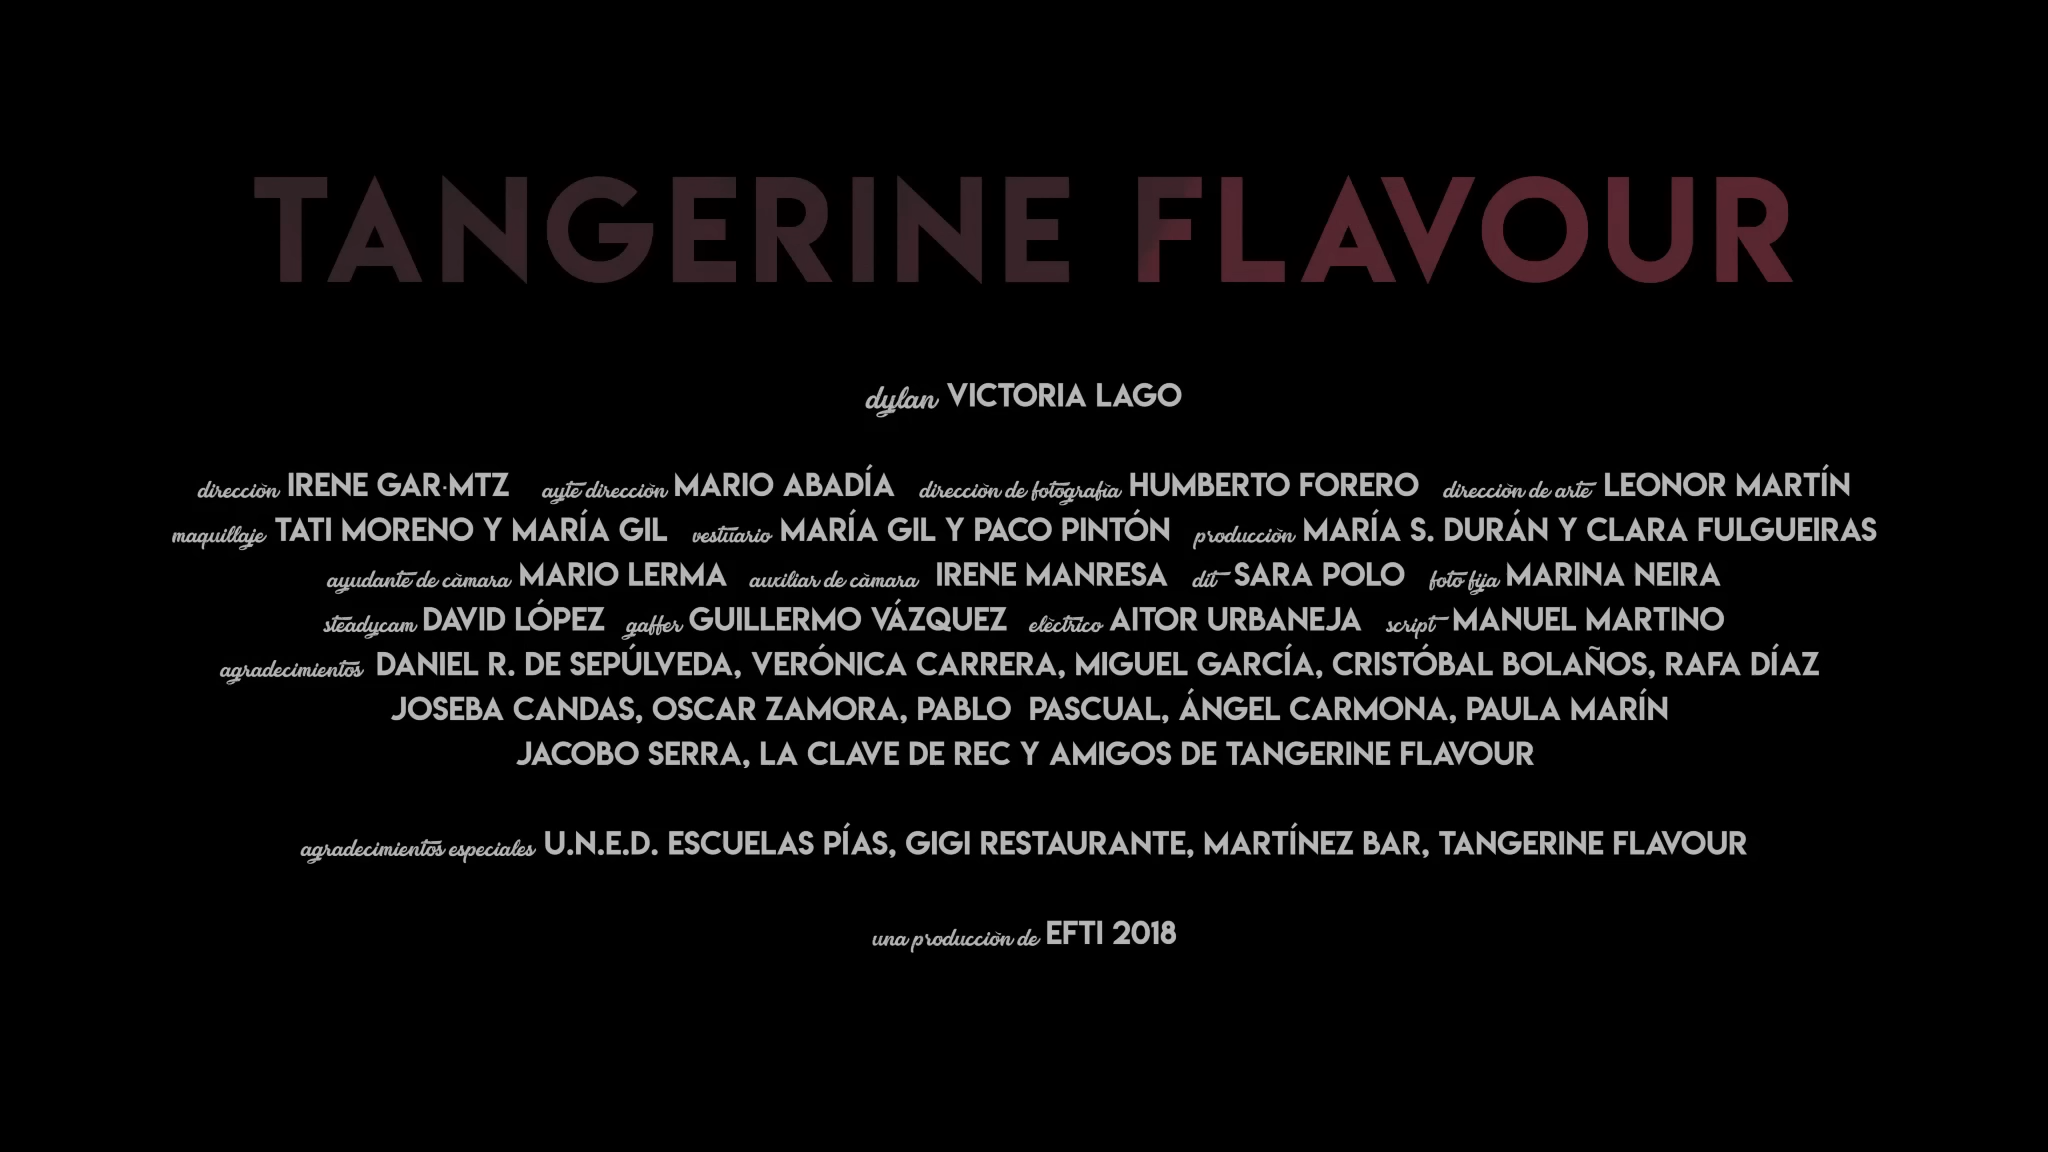 TANGERINE FLAVOUR
dylan VICTORIA LAGO
dirección IRENE GAR·MTZ ayte dirección MARIO ABADÍA dirección de fotografía HUMBERTO FORERO dirección de arte LEONOR MARTÍN
maquillaje TATI MORENO Y MARÍA GIL vestuario MARÍA GIL Y PACO PINTÓN producción MARÍA S. DURÁN Y CLARA FULGUEIRAS
ayudante de càmara MARIO LERMA auxiliar de càmara IRENE MANRESA dit SARA POLO foto fija MARINA NEIRA
steadycam DAVID LÓPEZ gaffer GUILLERMO VÁZQUEZ elèctrico AITOR URBANEJA script MANUEL MARTINO
agradecimientos DANIEL R. DE SEPÚLVEDA, VERÓNICA CARRERA, MIGUEL GARCÍA, CRISTÓBAL BOLAÑOS, RAFA DÍAZ
JOSEBA CANDAS, OSCAR ZAMORA, PABLO PASCUAL, ÁNGEL CARMONA, PAULA MARÍN
JACOBO SERRA, LA CLAVE DE REC Y AMIGOS DE TANGERINE FLAVOUR
agradecimientos especiales U.N.E.D. ESCUELAS PÍAS, GIGI RESTAURANTE, MARTÍNEZ BAR, TANGERINE FLAVOUR
una producciòn de EFTI 2018